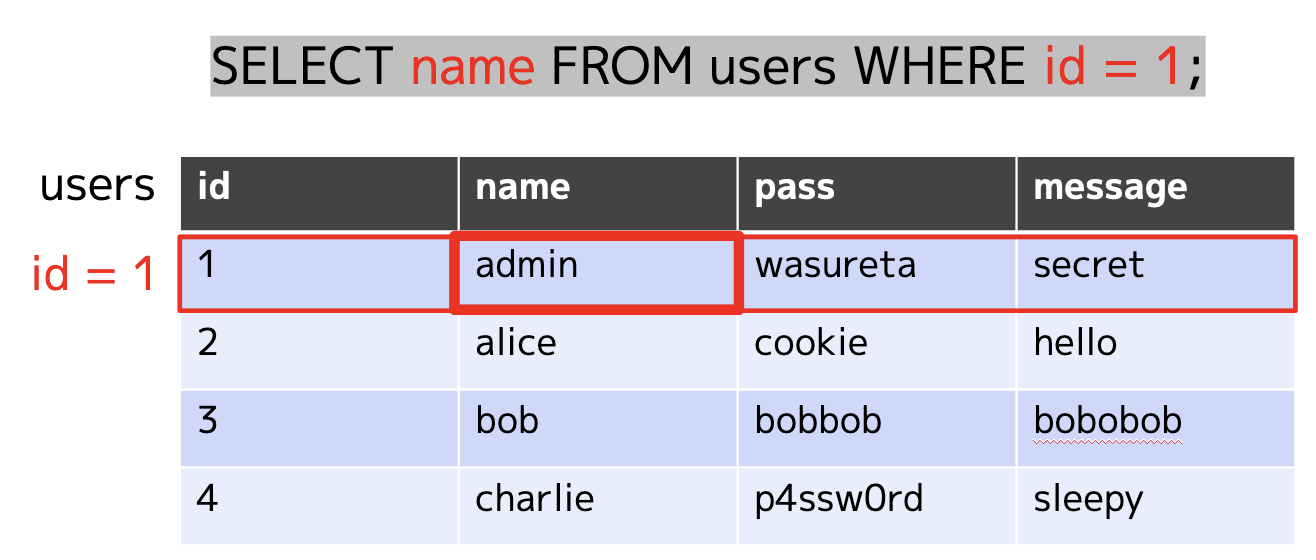 SELECT name FROM users WHERE id = 1;
users id name pass message
id = 1 1 admin wasureta secret
2 alice cookie hello
3 bob bobbob bobobob
4 charlie p4ssw0rd sleepy